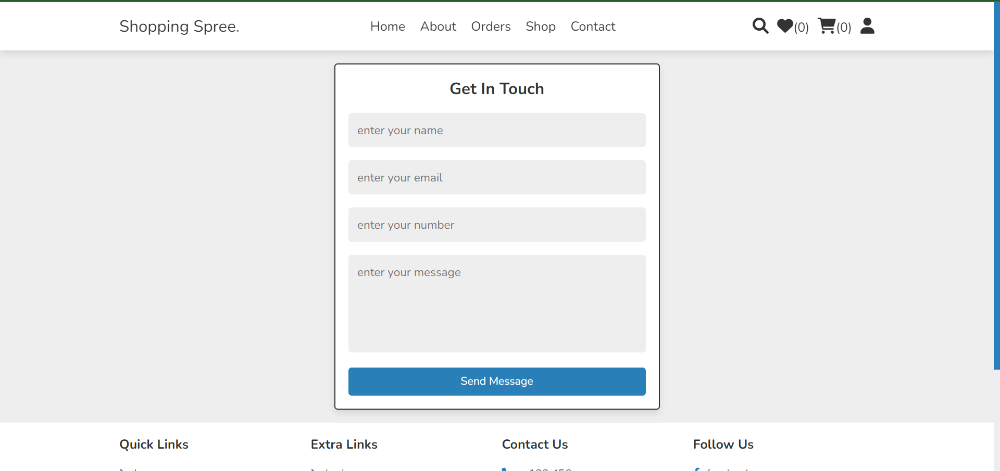 Shopping Spree.
Home About Orders Shop Contact
(0) (0)
Get In Touch
enter your name
enter your email
enter your number
enter your message
Send Message
Quick Links Extra Links Contact Us Follow Us